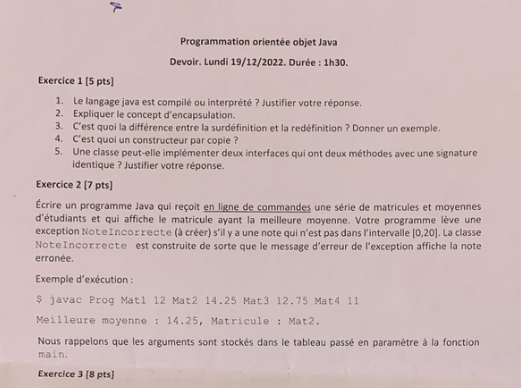 Programmation orientée objet Java
Devoir. Lundi 19/12/2022. Durée : 1h30.
Exercice 1 [5 pts]
1. Le langage java est compilé ou interprété ? Justifier votre réponse.
2. Expliquer le concept d'encapsulation.
3. C'est quoi la différence entre la surdéfinition et la redéfinition ? Donner un exemple.
4. C'est quoi un constructeur par copie ?
5. Une classe peut-elle implémenter deux interfaces qui ont deux méthodes avec une signature
identique ? Justifier votre réponse.
Exercice 2 [7 pts]
Écrire un programme Java qui reçoit en ligne de commandes une série de matricules et moyennes
d'étudiants et qui affiche le matricule ayant la meilleure moyenne. Votre programme lève une
exception NoteIncorrecte (à créer) s'il y a une note qui n'est pas dans l'intervalle [0,20]. La classe
NoteIncorrecte est construite de sorte que le message d'erreur de l'exception affiche la note
erronée.
Exemple d'exécution :
$ javac Prog Mat1 12 Mat2 14.25 Mat3 12.75 Mat4 11
Meilleure moyenne : 14.25, Matricule : Mat2.
Nous rappelons que les arguments sont stockés dans le tableau passé en paramètre à la fonction
main.
Exercice 3 [8 pts]